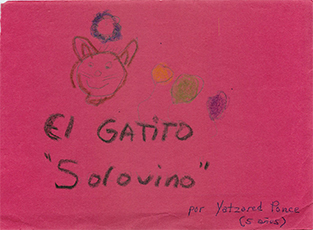 El GATITO
"Solovino"
por Yatzared Ponce
(5 años)